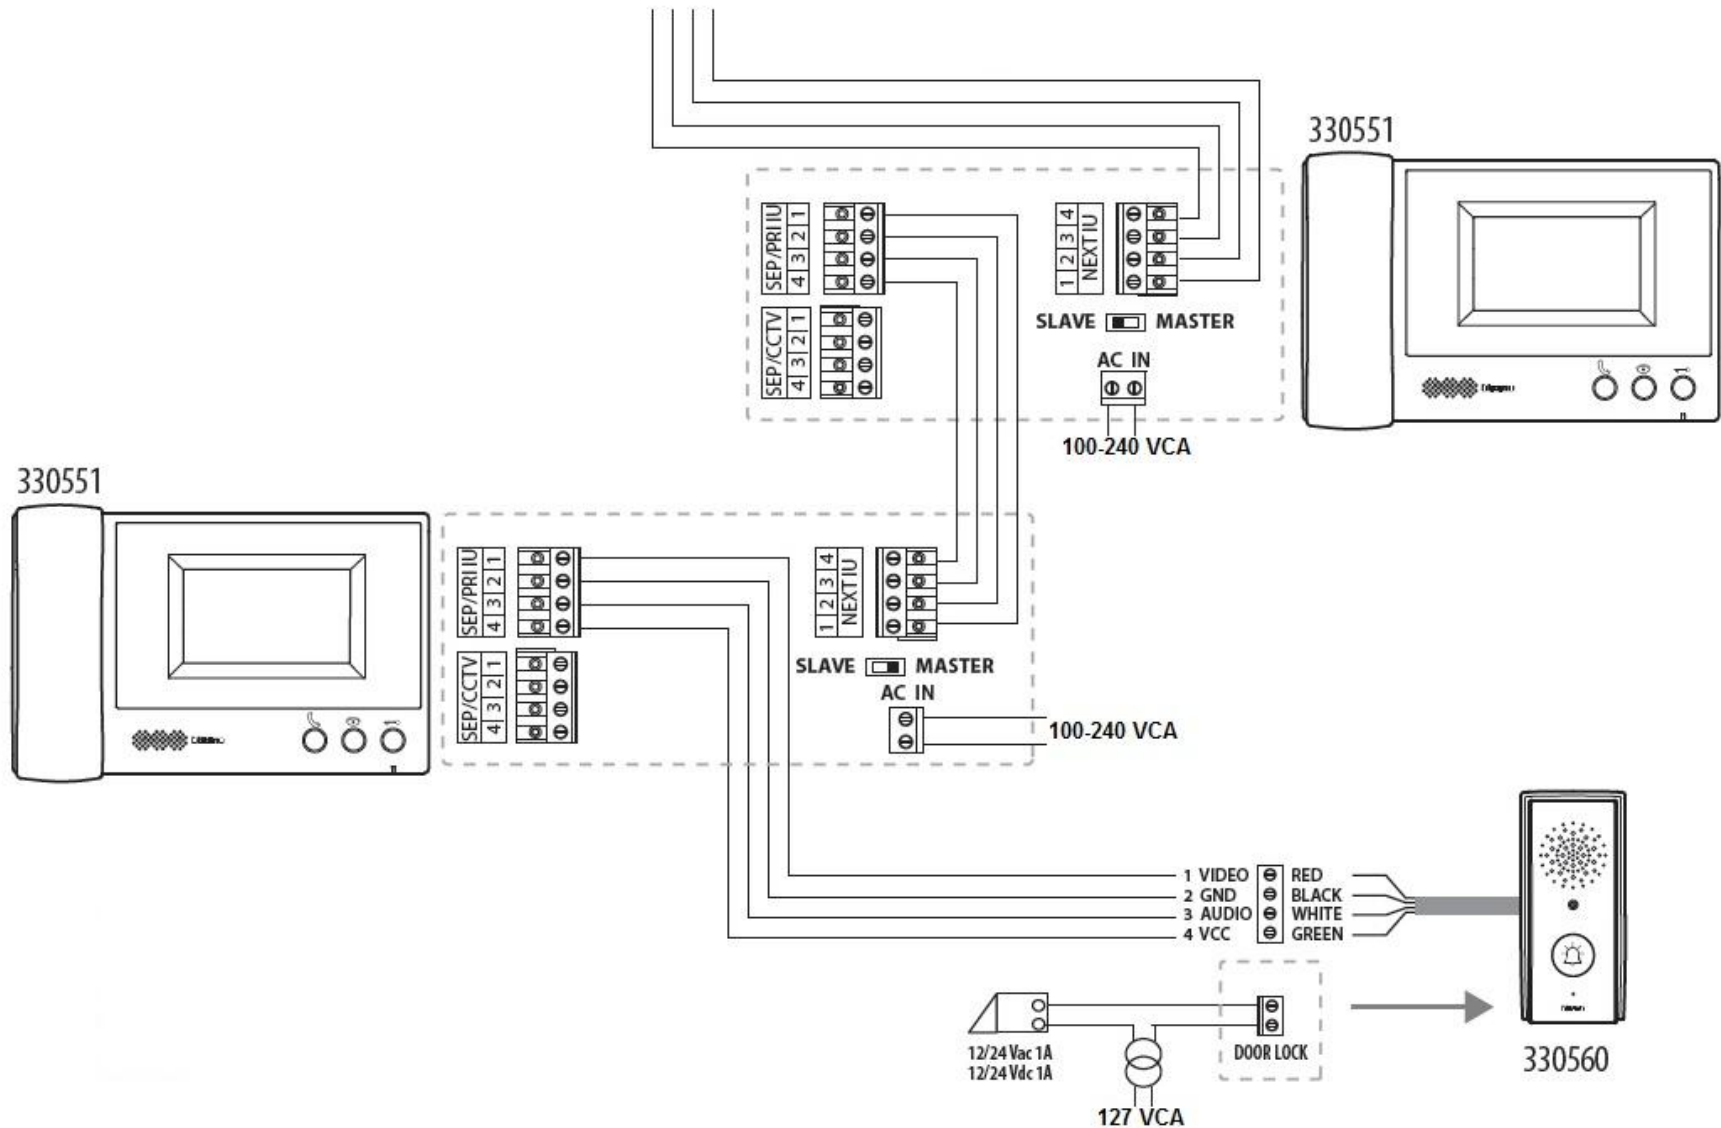 330551
SEP/PRI IU
1
2
3
4
NEXT IU
4
3
2
1
SEP/CCTV
1
2
3
4
SLAVE MASTER
AC IN
100-240 VCA
330551
SEP/PRI IU
1
2
3
4
NEXT IU
4
3
2
1
SEP/CCTV
1
2
3
4
SLAVE MASTER
AC IN
100-240 VCA
1 VIDEO RED
2 GND BLACK
3 AUDIO WHITE
4 VCC GREEN
12/24 Vac 1A
12/24 Vdc 1A
DOOR LOCK
127 VCA
330560